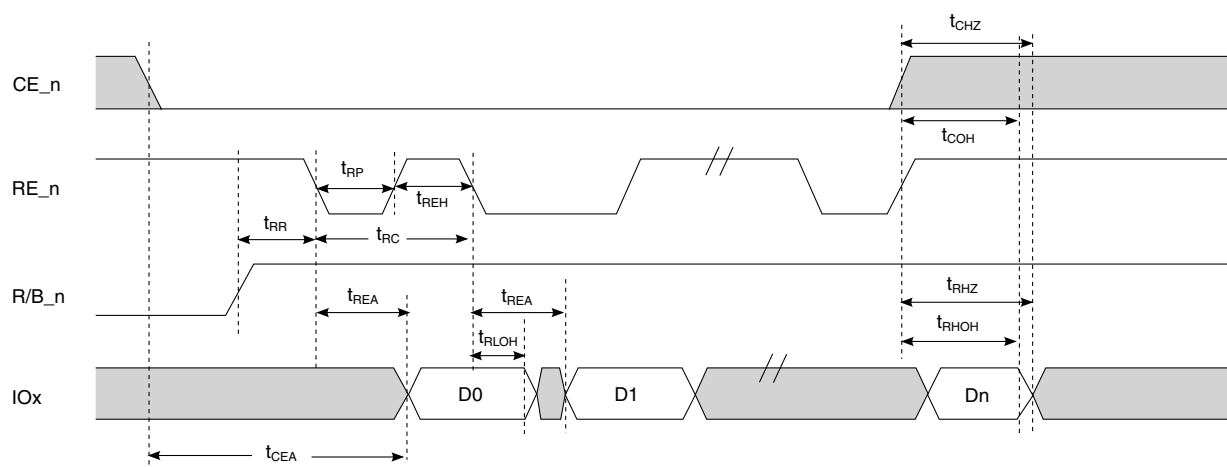 tCHZ
CE_n
tCOH
RE_n
tRP
tREH
tRR
tRC
R/B_n
tREA
tREA
tRHZ
tRLOH
tRHOH
IOx
D0
D1
Dn
tCEA